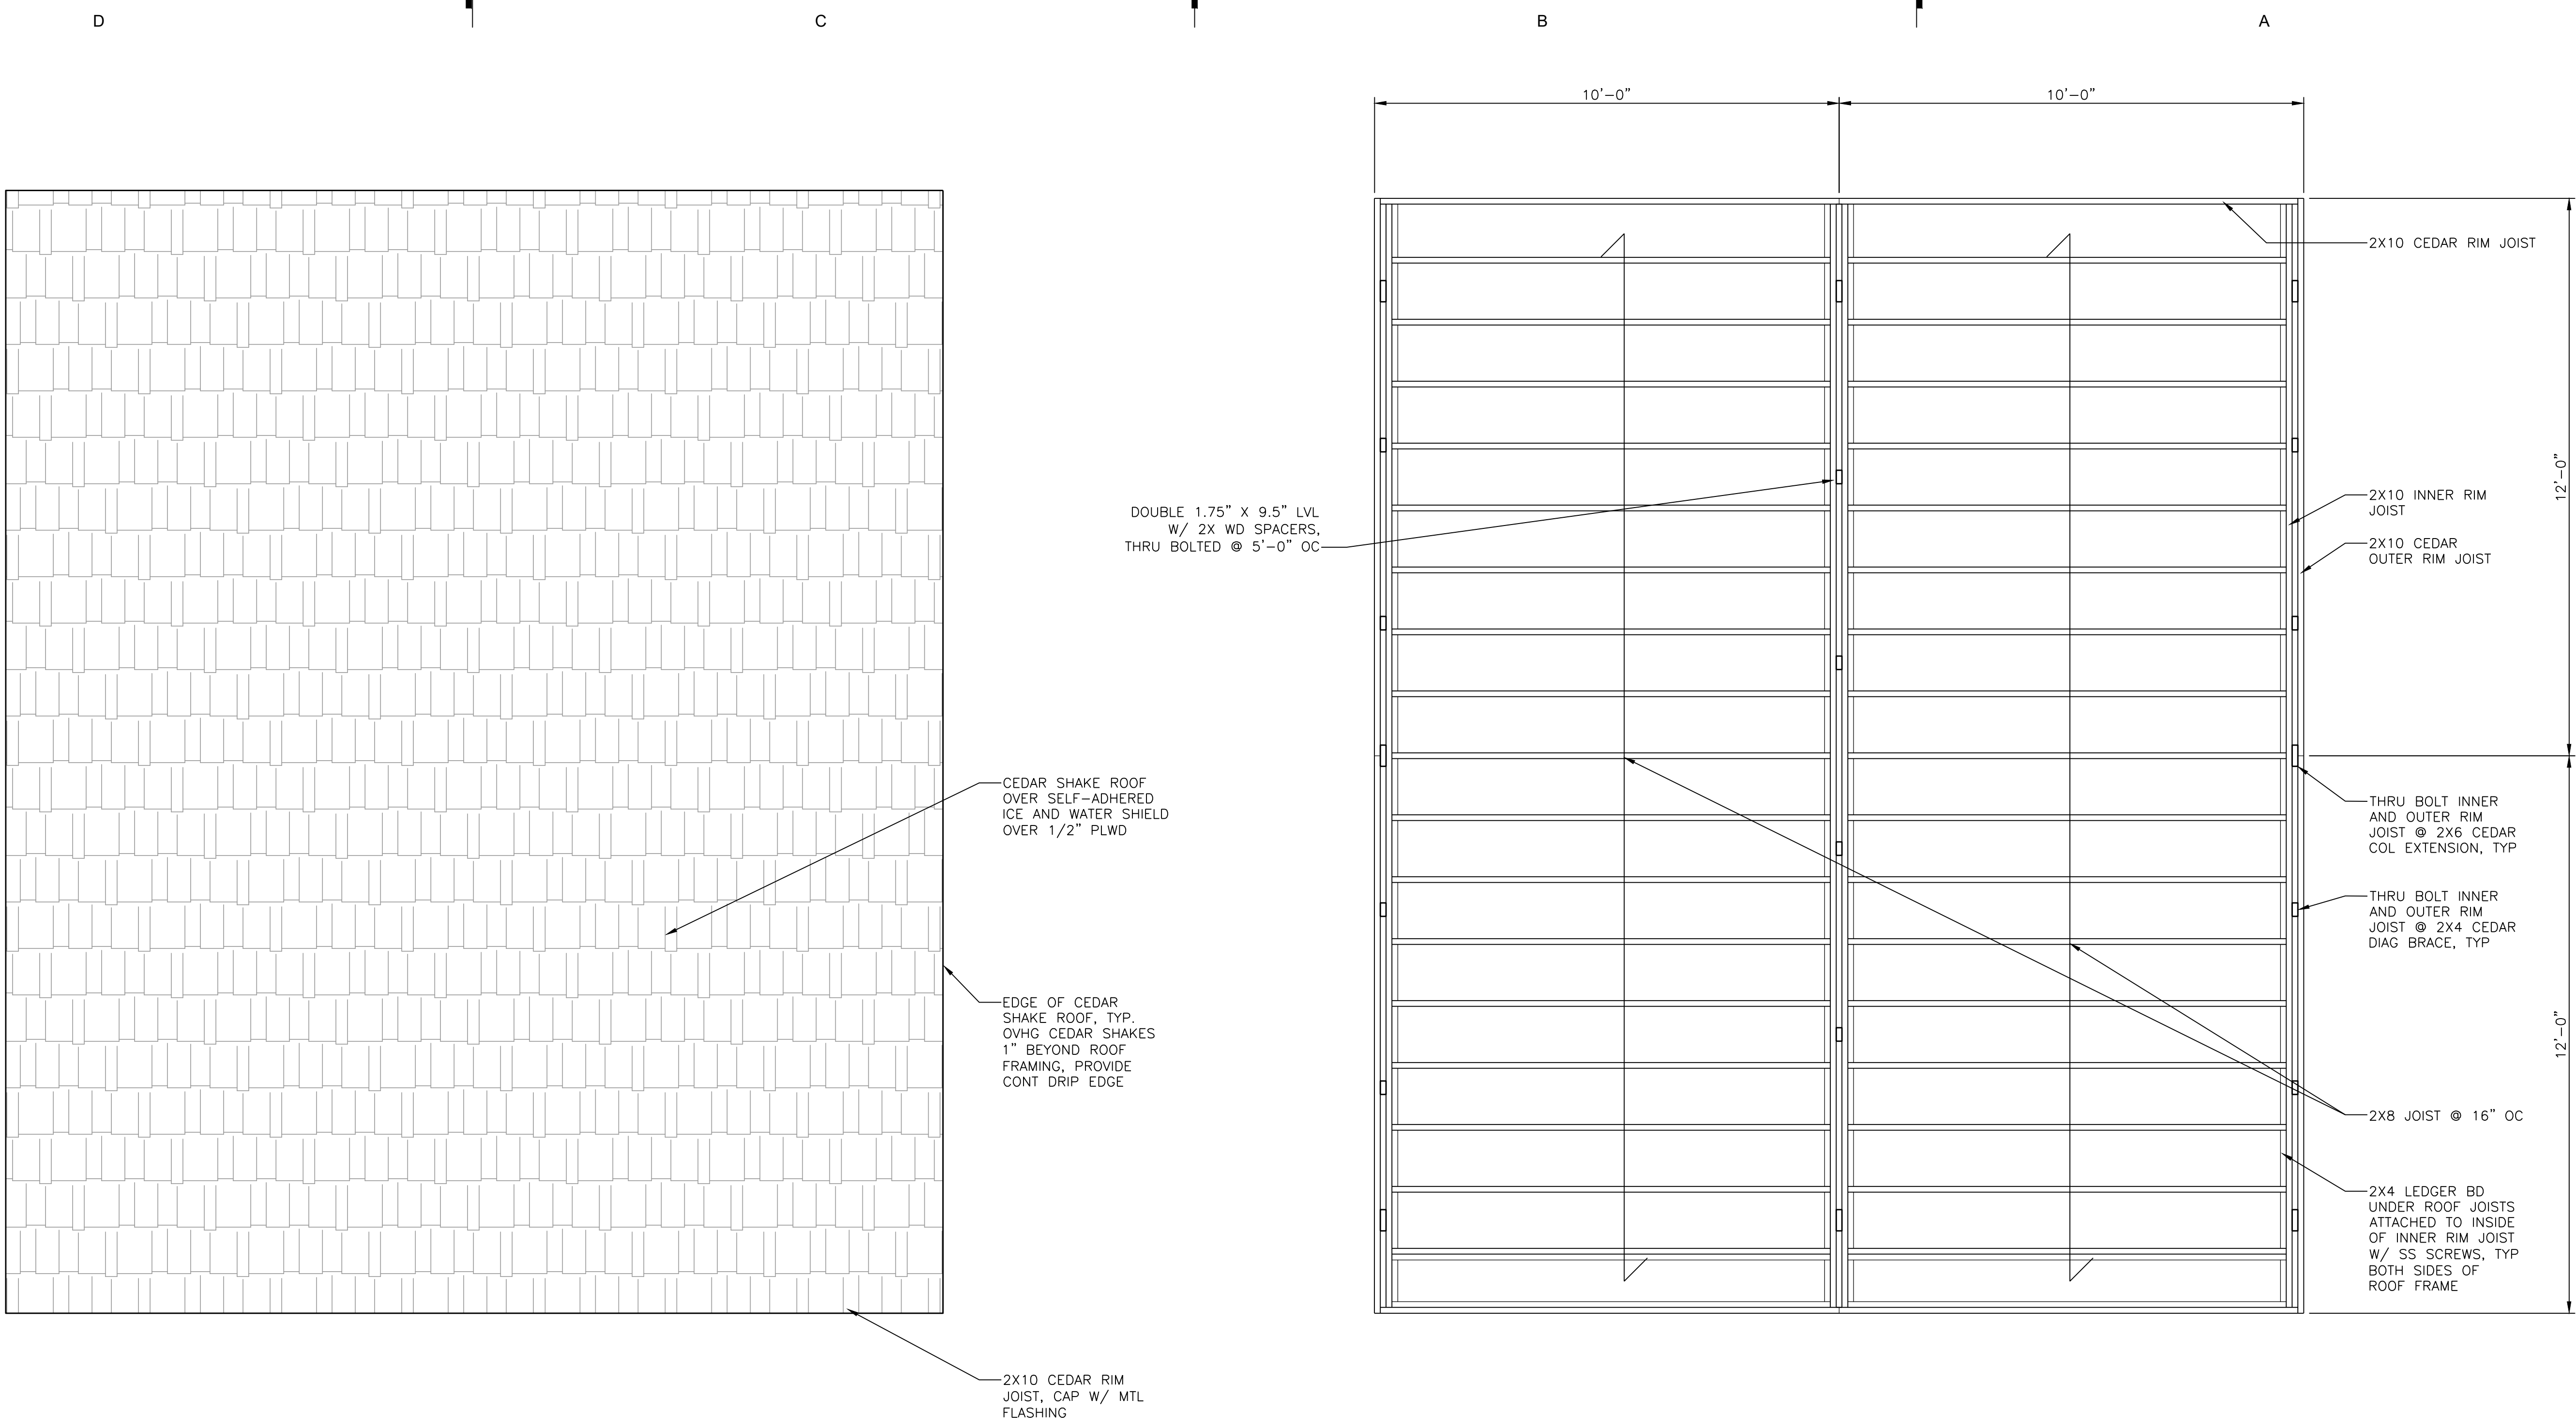 D
C
B
A
10'-0"
10'-0"
2X10 CEDAR RIM JOIST
12'-0"
2X10 INNER RIM
JOIST
2X10 CEDAR
OUTER RIM JOIST
DOUBLE 1.75" X 9.5" LVL
W/ 2X WD SPACERS,
THRU BOLTED @ 5'-0" OC
CEDAR SHAKE ROOF
OVER SELF-ADHERED
ICE AND WATER SHIELD
OVER 1/2" PLWD
THRU BOLT INNER
AND OUTER RIM
JOIST @ 2X6 CEDAR
COL EXTENSION, TYP
THRU BOLT INNER
AND OUTER RIM
JOIST @ 2X4 CEDAR
DIAG BRACE, TYP
EDGE OF CEDAR
SHAKE ROOF, TYP.
OVHG CEDAR SHAKES
1" BEYOND ROOF
FRAMING, PROVIDE
CONT DRIP EDGE
12'-0"
2X8 JOIST @ 16" OC
2X4 LEDGER BD
UNDER ROOF JOISTS
ATTACHED TO INSIDE
OF INNER RIM JOIST
W/ SS SCREWS, TYP
BOTH SIDES OF
ROOF FRAME
2X10 CEDAR RIM
JOIST, CAP W/ MTL
FLASHING